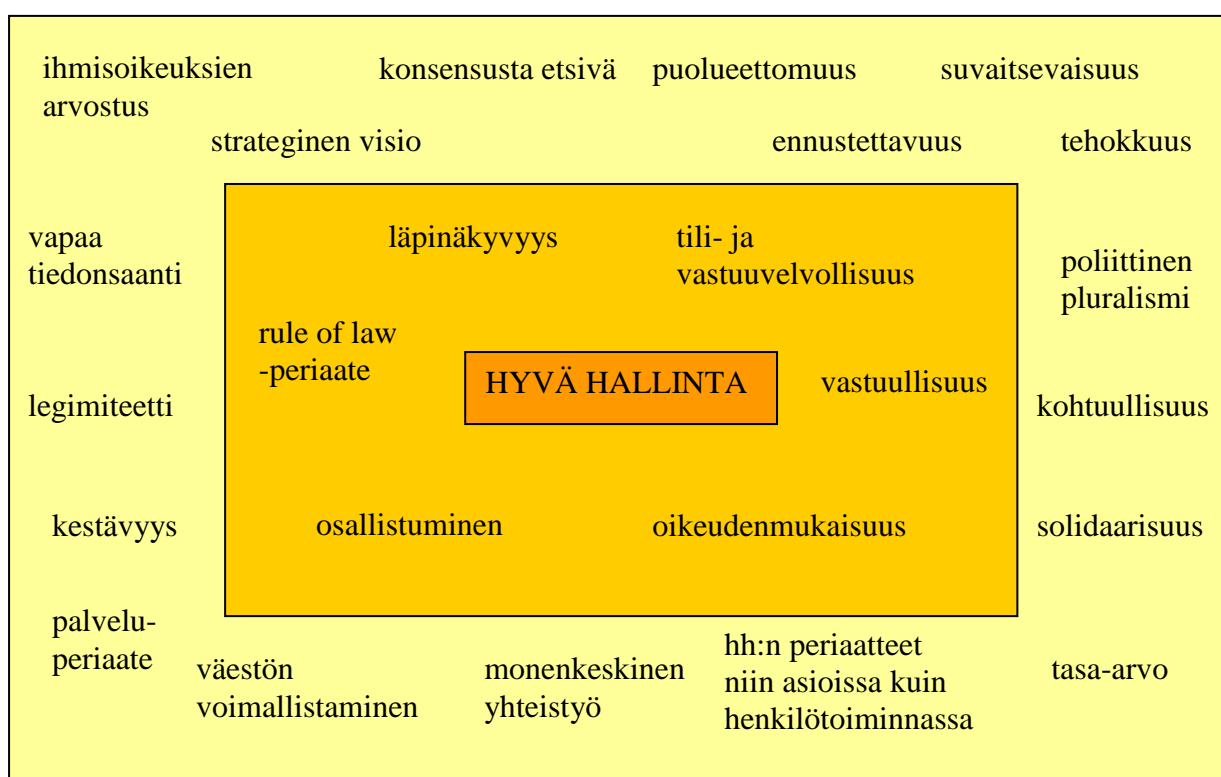 ihmisoikeuksien
arvostus
konsensusta etsivä
puolueettomuus
suvaitsevaisuus
strateginen visio
ennustettavuus
tehokkuus
vapaa
tiedonsaanti
läpinäkyvyys
tili- ja
vastuuvelvollisuus
poliittinen
pluralismi
rule of law
-periaate
HYVÄ HALLINTA
vastuullisuus
legimiteetti
kohtuullisuus
kestävyys
osallistuminen
oikeudenmukaisuus
solidaarisuus
palvelu-
periaate
väestön
voimallistaminen
monenkeskinen
yhteistyö
hh:n periaatteet
niin asioissa kuin
henkilötoiminnassa
tasa-arvo